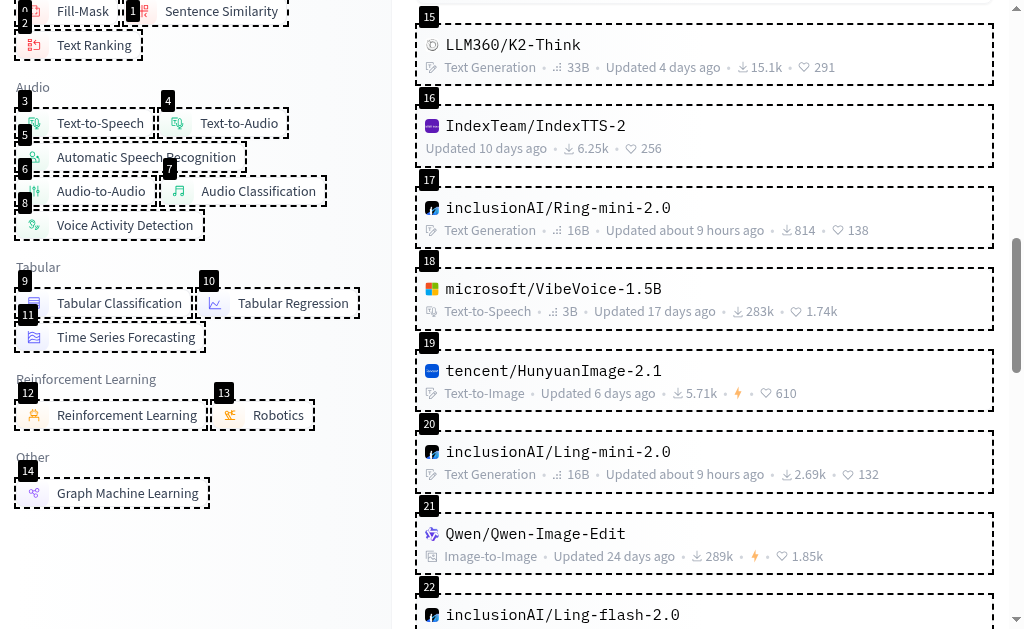 0
Fill-Mask
1
Sentence Similarity
2
Text Ranking
Audio
3
Text-to-Speech
4
Text-to-Audio
5
Automatic Speech Recognition
6
Audio-to-Audio
7
Audio Classification
8
Voice Activity Detection
Tabular
9
Tabular Classification
10
Tabular Regression
11
Time Series Forecasting
Reinforcement Learning
12
Reinforcement Learning
13
Robotics
Other
14
Graph Machine Learning
15
LLM360/K2-Think
Text Generation • 33B • Updated 4 days ago • 15.1k • 291
16
IndexTeam/IndexTTS-2
Updated 10 days ago • 6.25k • 256
17
inclusionAI/Ring-mini-2.0
Text Generation • 16B • Updated about 9 hours ago • 814 • 138
18
microsoft/VibeVoice-1.5B
Text-to-Speech • 3B • Updated 17 days ago • 283k • 1.74k
19
tencent/HunyuanImage-2.1
Text-to-Image • Updated 6 days ago • 5.71k • 610
20
inclusionAI/Ling-mini-2.0
Text Generation • 16B • Updated about 9 hours ago • 2.69k • 132
21
Qwen/Qwen-Image-Edit
Image-to-Image • Updated 24 days ago • 289k • 1.85k
22
inclusionAI/Ling-flash-2.0